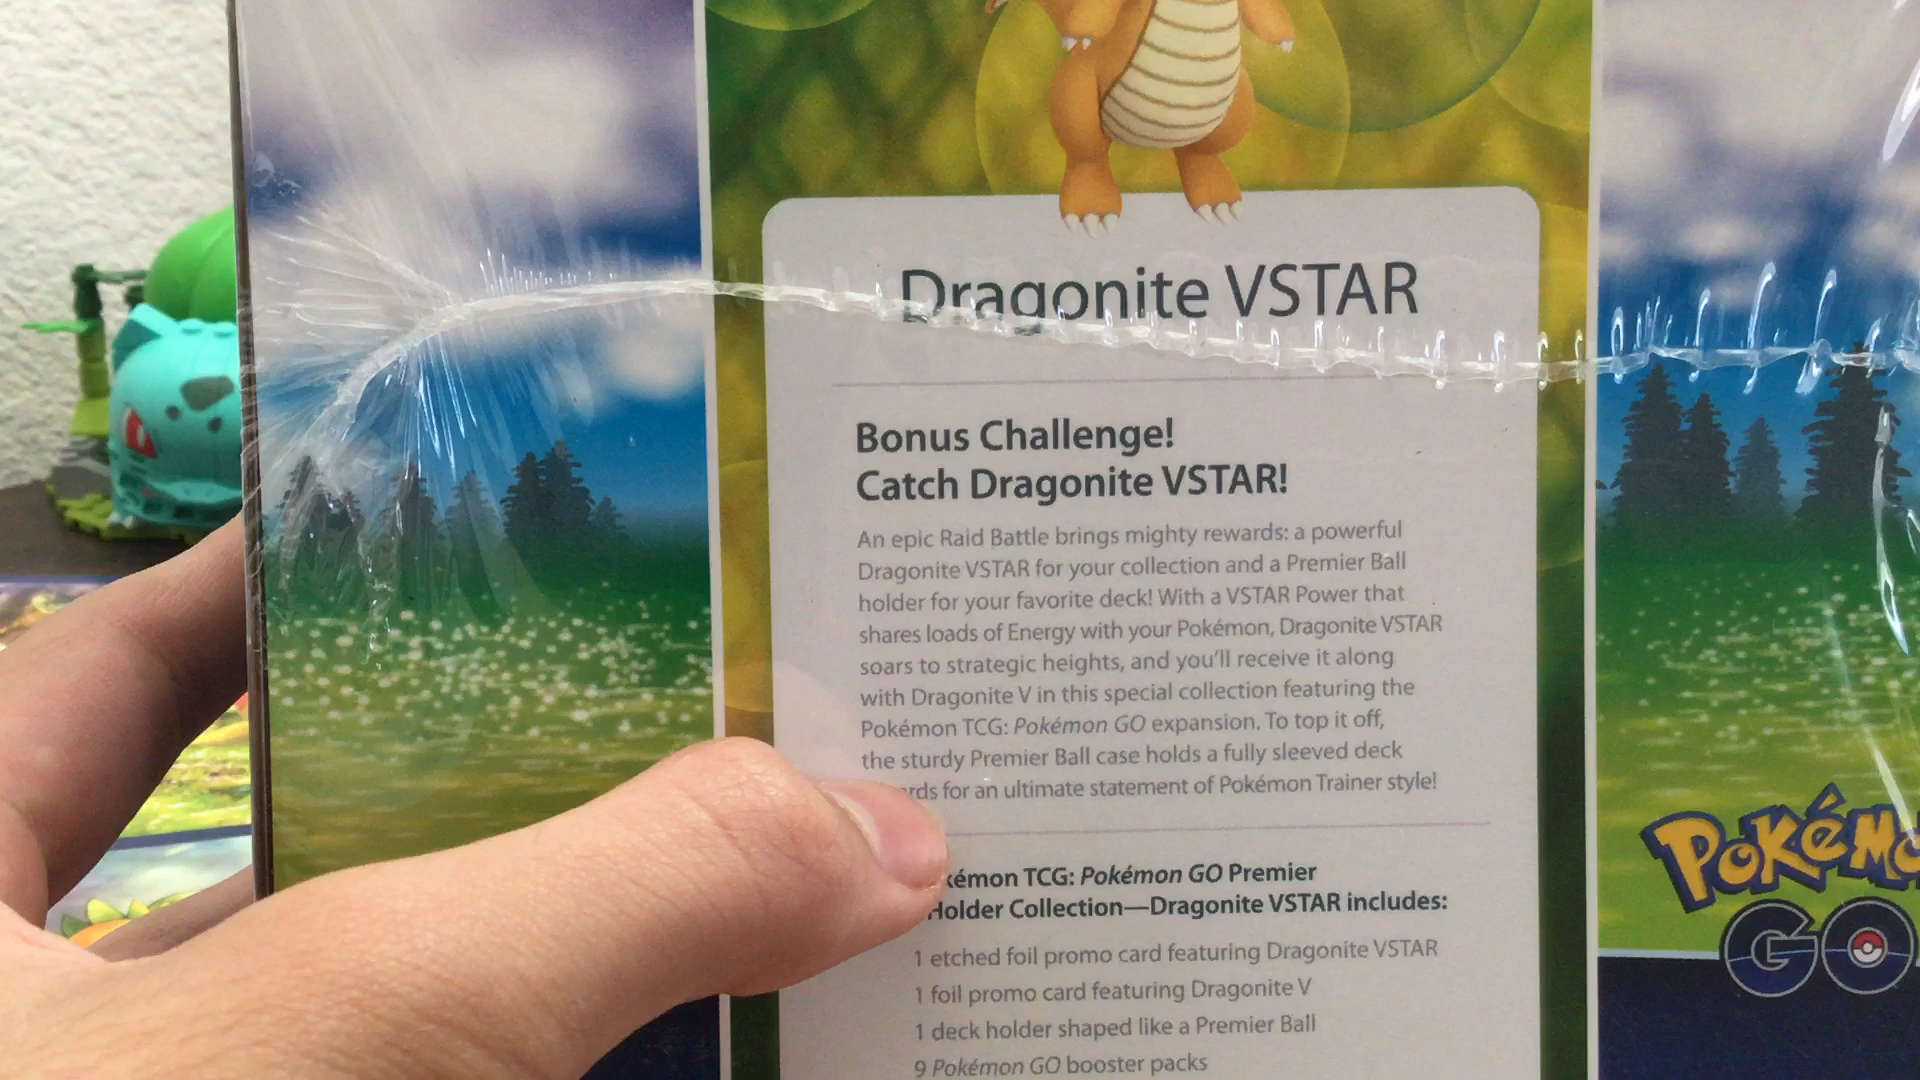 Dragonite VSTAR
Bonus Challenge!
Catch Dragonite VSTAR!
An epic Raid Battle brings mighty rewards: a powerful
Dragonite VSTAR for your collection and a Premier Ball
holder for your favorite deck! With a VSTAR Power that
shares loads of Energy with your Pokémon, Dragonite VSTAR
soars to strategic heights, and you'll receive it along
with Dragonite V in this special collection featuring the
Pokémon TCG: Pokémon GO expansion. To top it off,
the sturdy Premier Ball case holds a fully sleeved deck
for an ultimate statement of Pokémon Trainer style!
TCG: Pokémon GO Premier
Holder Collection—Dragonite VSTAR includes:
1 etched foil promo card featuring Dragonite VSTAR
1 foil promo card featuring Dragonite V
1 deck holder shaped like a Premier Ball
9 Pokémon GO booster packs
GO